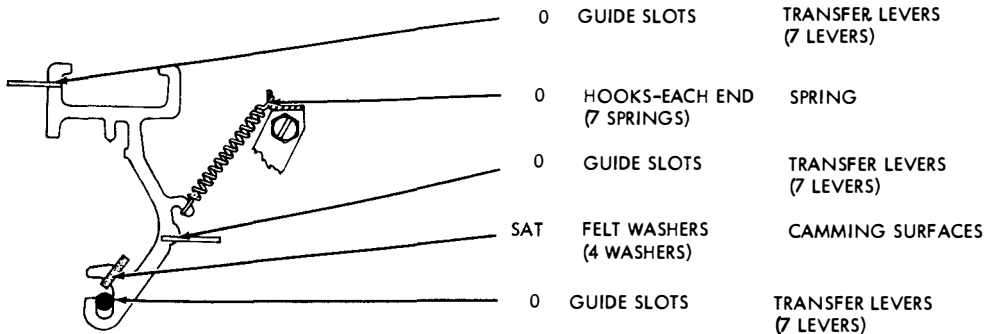 0 GUIDE SLOTS TRANSFER LEVERS
(7 LEVERS)
0 HOOKS-EACH END SPRING
(7 SPRINGS)
0 GUIDE SLOTS TRANSFER LEVERS
(7 LEVERS)
SAT FELT WASHERS CAMMING SURFACES
(4 WASHERS)
0 GUIDE SLOTS TRANSFER LEVERS
(7 LEVERS)